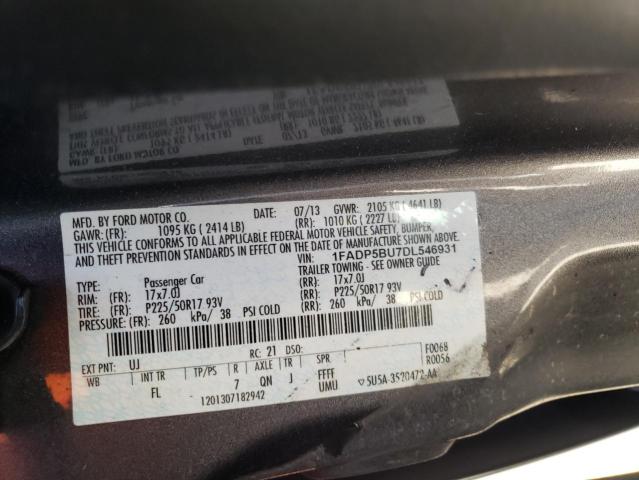 MFD. BY FORD MOTOR CO.
DATE: 07/13 GVWR: 2105 KG ( 4641 LB)
GAWR: (FR): 1095 KG ( 2414 LB) (RR): 1010 KG ( 2227 LB)
THIS VEHICLE CONFORMS TO ALL APPLICABLE FEDERAL MOTOR VEHICLE SAFETY, BUMPER,
AND THEFT PREVENTION STANDARDS IN EFFECT ON THE DATE OF MANUFACTURE SHOWN ABOVE.
VIN: 1FADP5BU7DL546931
TYPE: Passenger Car TRAILER TOWING - SEE OWNER GUIDE
RIM: (FR): 17x7.0J (RR): 17x7.0J
TIRE: (FR): P225/50R17 93V (RR): P225/50R17 93V
PRESSURE: (FR): 260 kPa/ 38 PSI COLD (RR): 260 kPa/ 38 PSI COLD
EXT PNT: UJ RC: 21 DSO: F0068
WB INT TR TP/PS R AXLE TR SPR R0056
FL 7 QN J FFFF
UMU
1201307182942 5U5A-3520472-AA